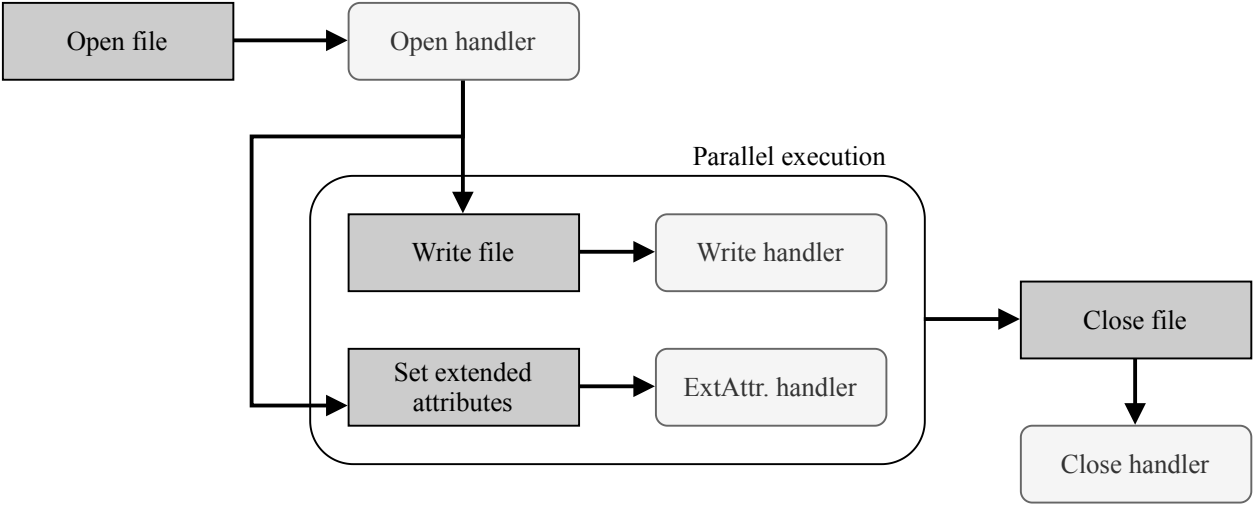 Open file
Open handler
Parallel execution
Write file
Write handler
Close file
Set extended
attributes
ExtAttr. handler
Close handler